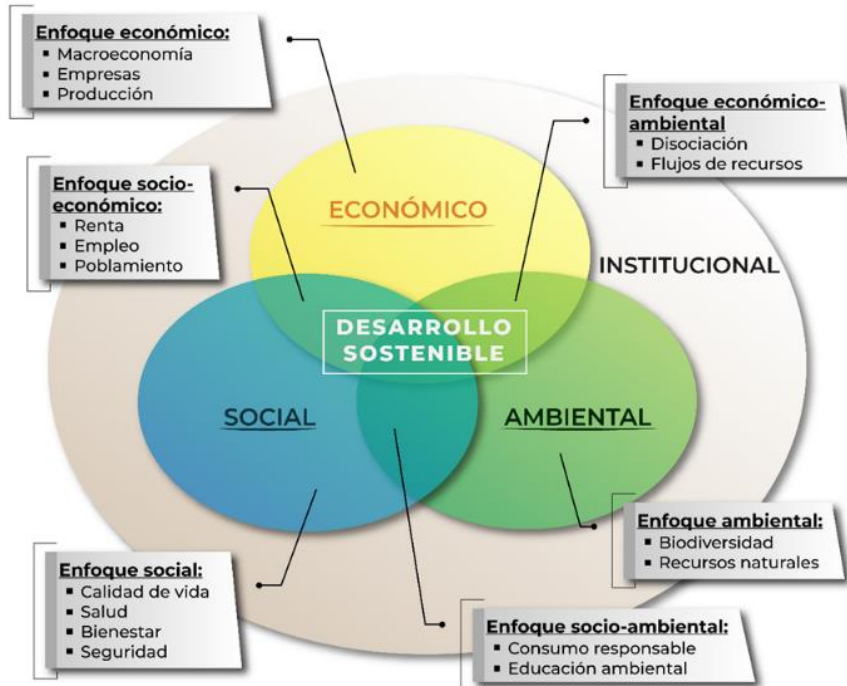 Enfoque económico:
▪ Macroeconomía
▪ Empresas
▪ Producción
Enfoque económico-
ambiental
▪ Disociación
▪ Flujos de recursos
Enfoque socio-
económico:
▪ Renta
▪ Empleo
▪ Poblamiento
ECONÓMICO
INSTITUCIONAL
DESARROLLO
SOSTENIBLE
SOCIAL
AMBIENTAL
Enfoque ambiental:
▪ Biodiversidad
▪ Recursos naturales
Enfoque social:
▪ Calidad de vida
▪ Salud
▪ Bienestar
▪ Seguridad
Enfoque socio-ambiental:
▪ Consumo responsable
▪ Educación ambiental